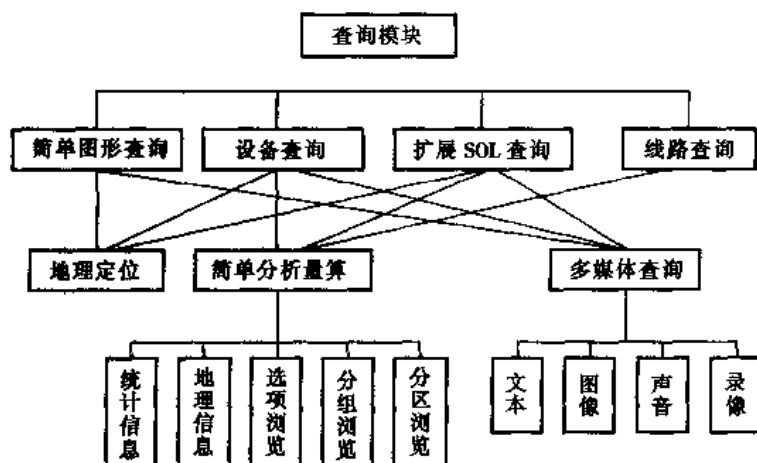 查询模块
简单图形查询
设备查询
扩展 SOL 查询
线路查询
地理定位
简单分析量算
多媒体查询
统计信息
地理信息
选项浏览
分组浏览
分区浏览
文本
图像
声音
录像